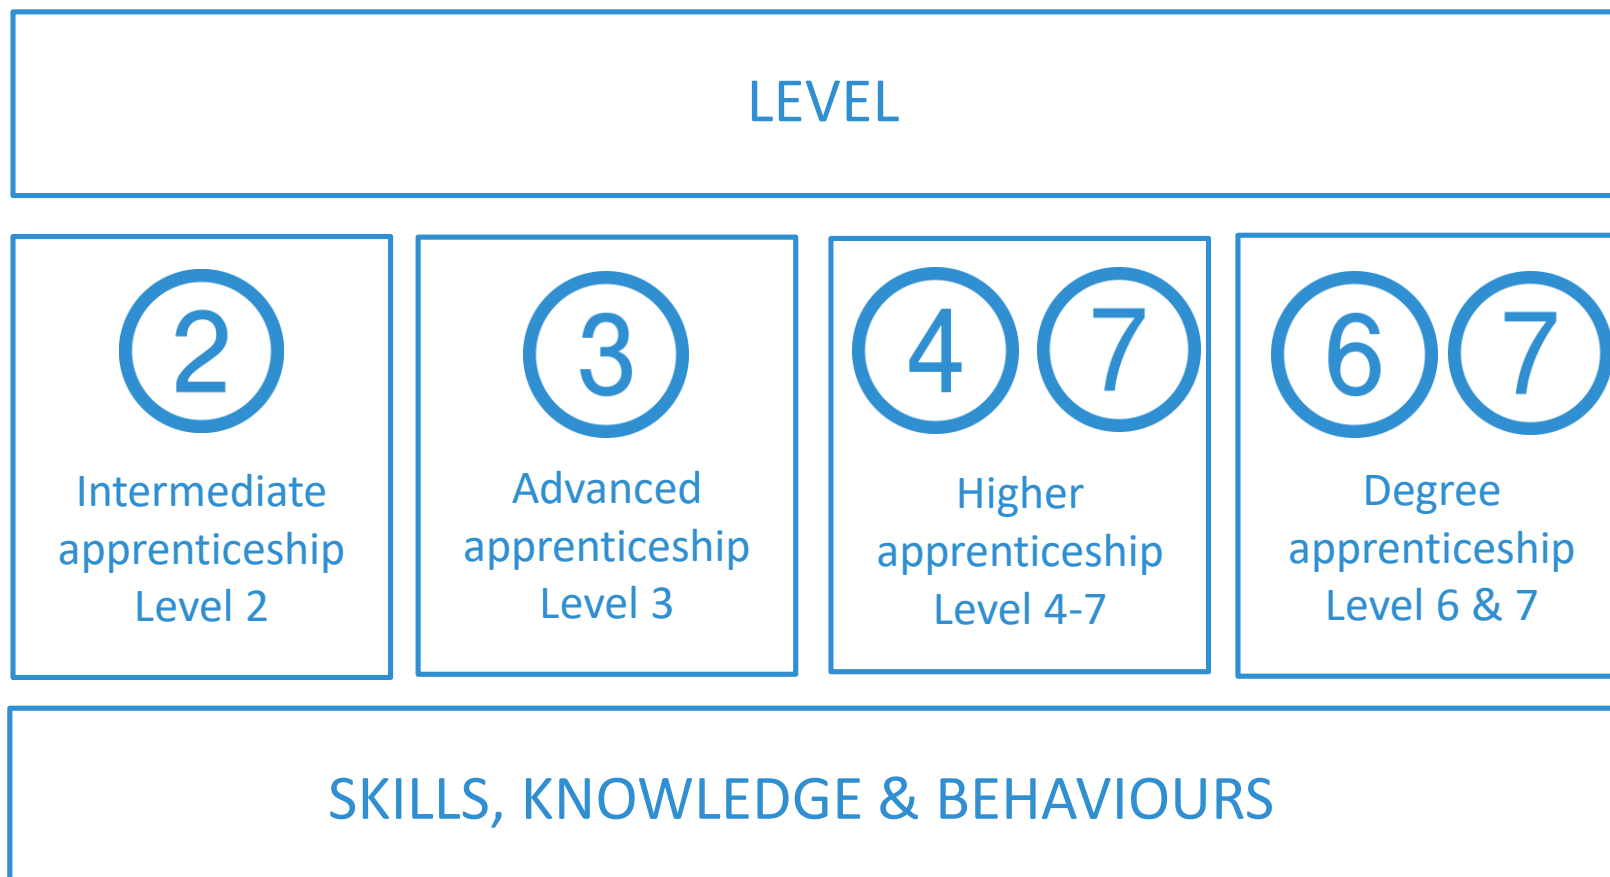 LEVEL
2
Intermediate
apprenticeship
Level 2
3
Advanced
apprenticeship
Level 3
4 7
Higher
apprenticeship
Level 4-7
6 7
Degree
apprenticeship
Level 6 & 7
SKILLS, KNOWLEDGE & BEHAVIOURS